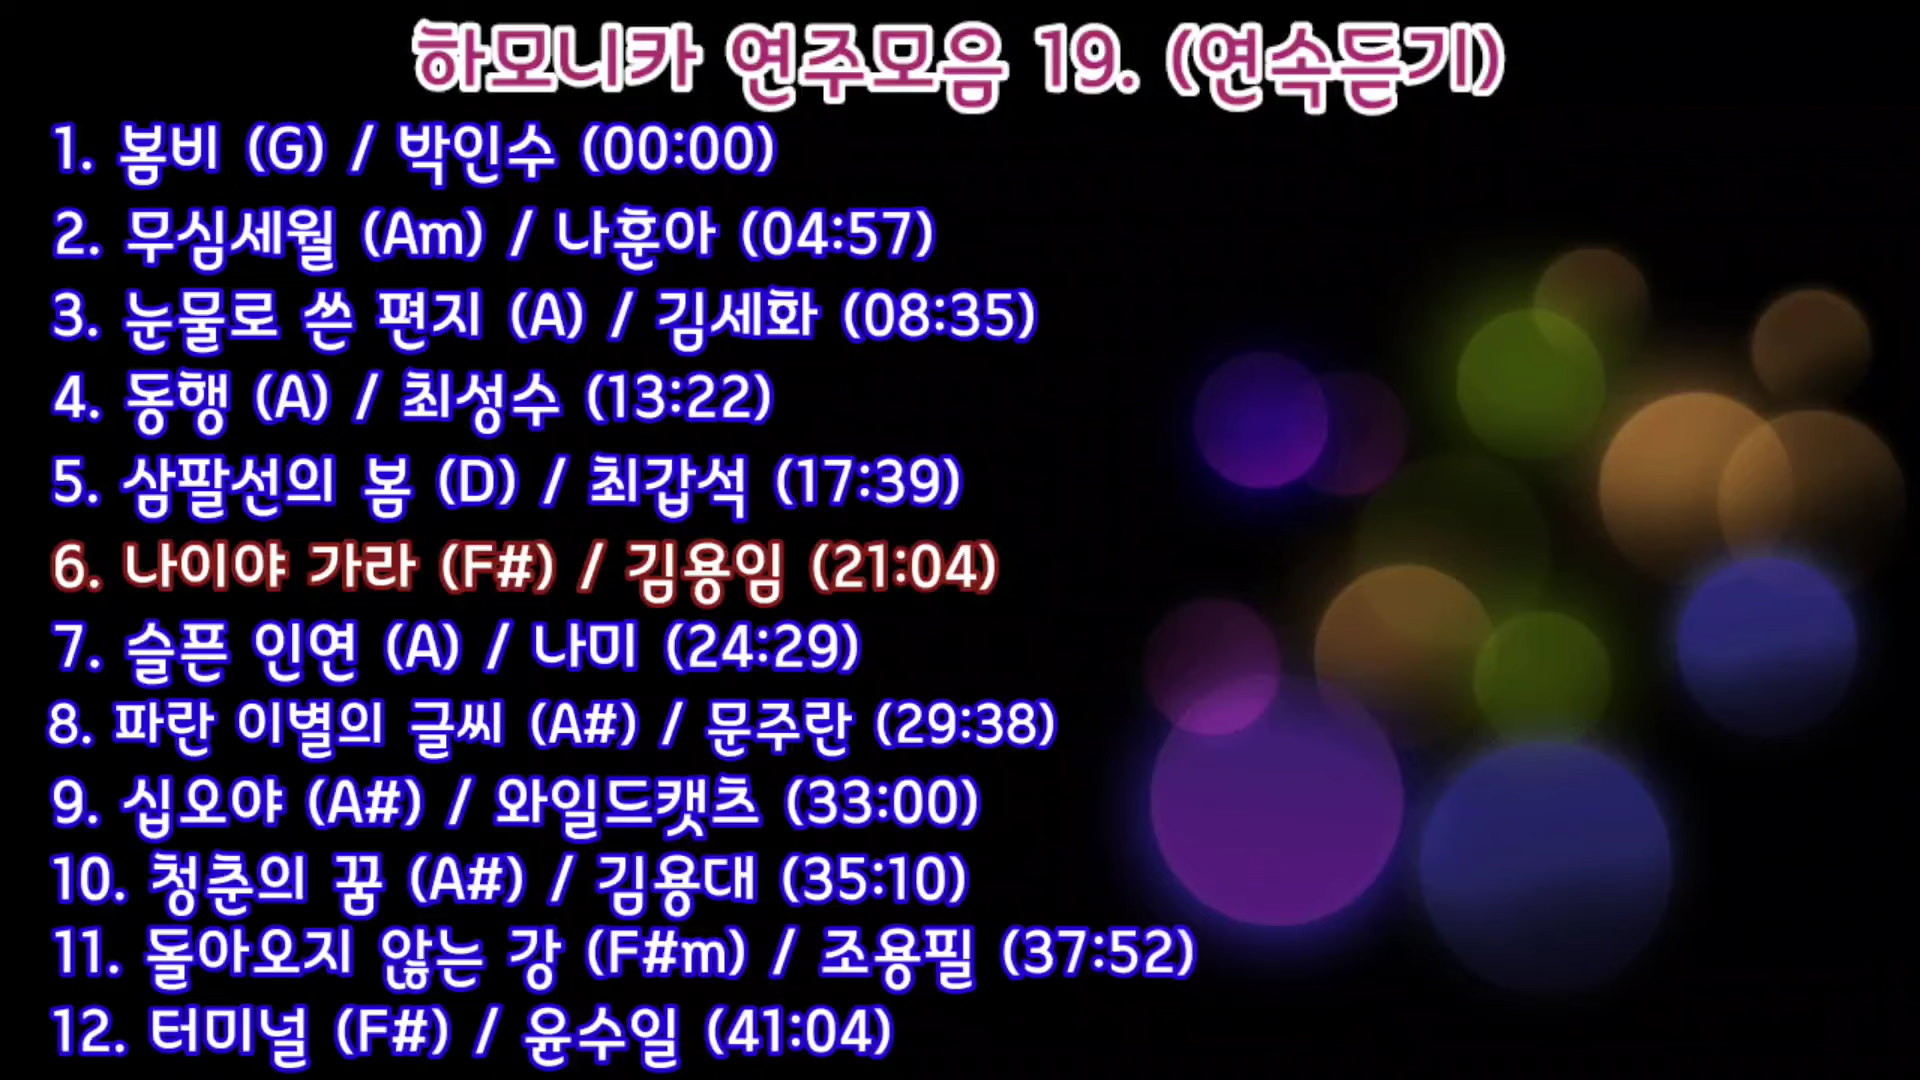 하모니카 연주모음 19. (연속듣기)
1. 봄비 (G) / 박인수 (00:00)
2. 무심세월 (Am) / 나훈아 (04:57)
3. 눈물로 쓴 편지 (A) / 김세화 (08:35)
4. 동행 (A) / 최성수 (13:22)
5. 삼팔선의 봄 (D) / 최갑석 (17:39)
6. 나이야 가라 (F#) / 김용임 (21:04)
7. 슬픈 인연 (A) / 나미 (24:29)
8. 파란 이별의 글씨 (A#) / 문주란 (29:38)
9. 십오야 (A#) / 와일드캣츠 (33:00)
10. 청춘의 꿈 (A#) / 김용대 (35:10)
11. 돌아오지 않는 강 (F#m) / 조용필 (37:52)
12. 터미널 (F#) / 윤수일 (41:04)